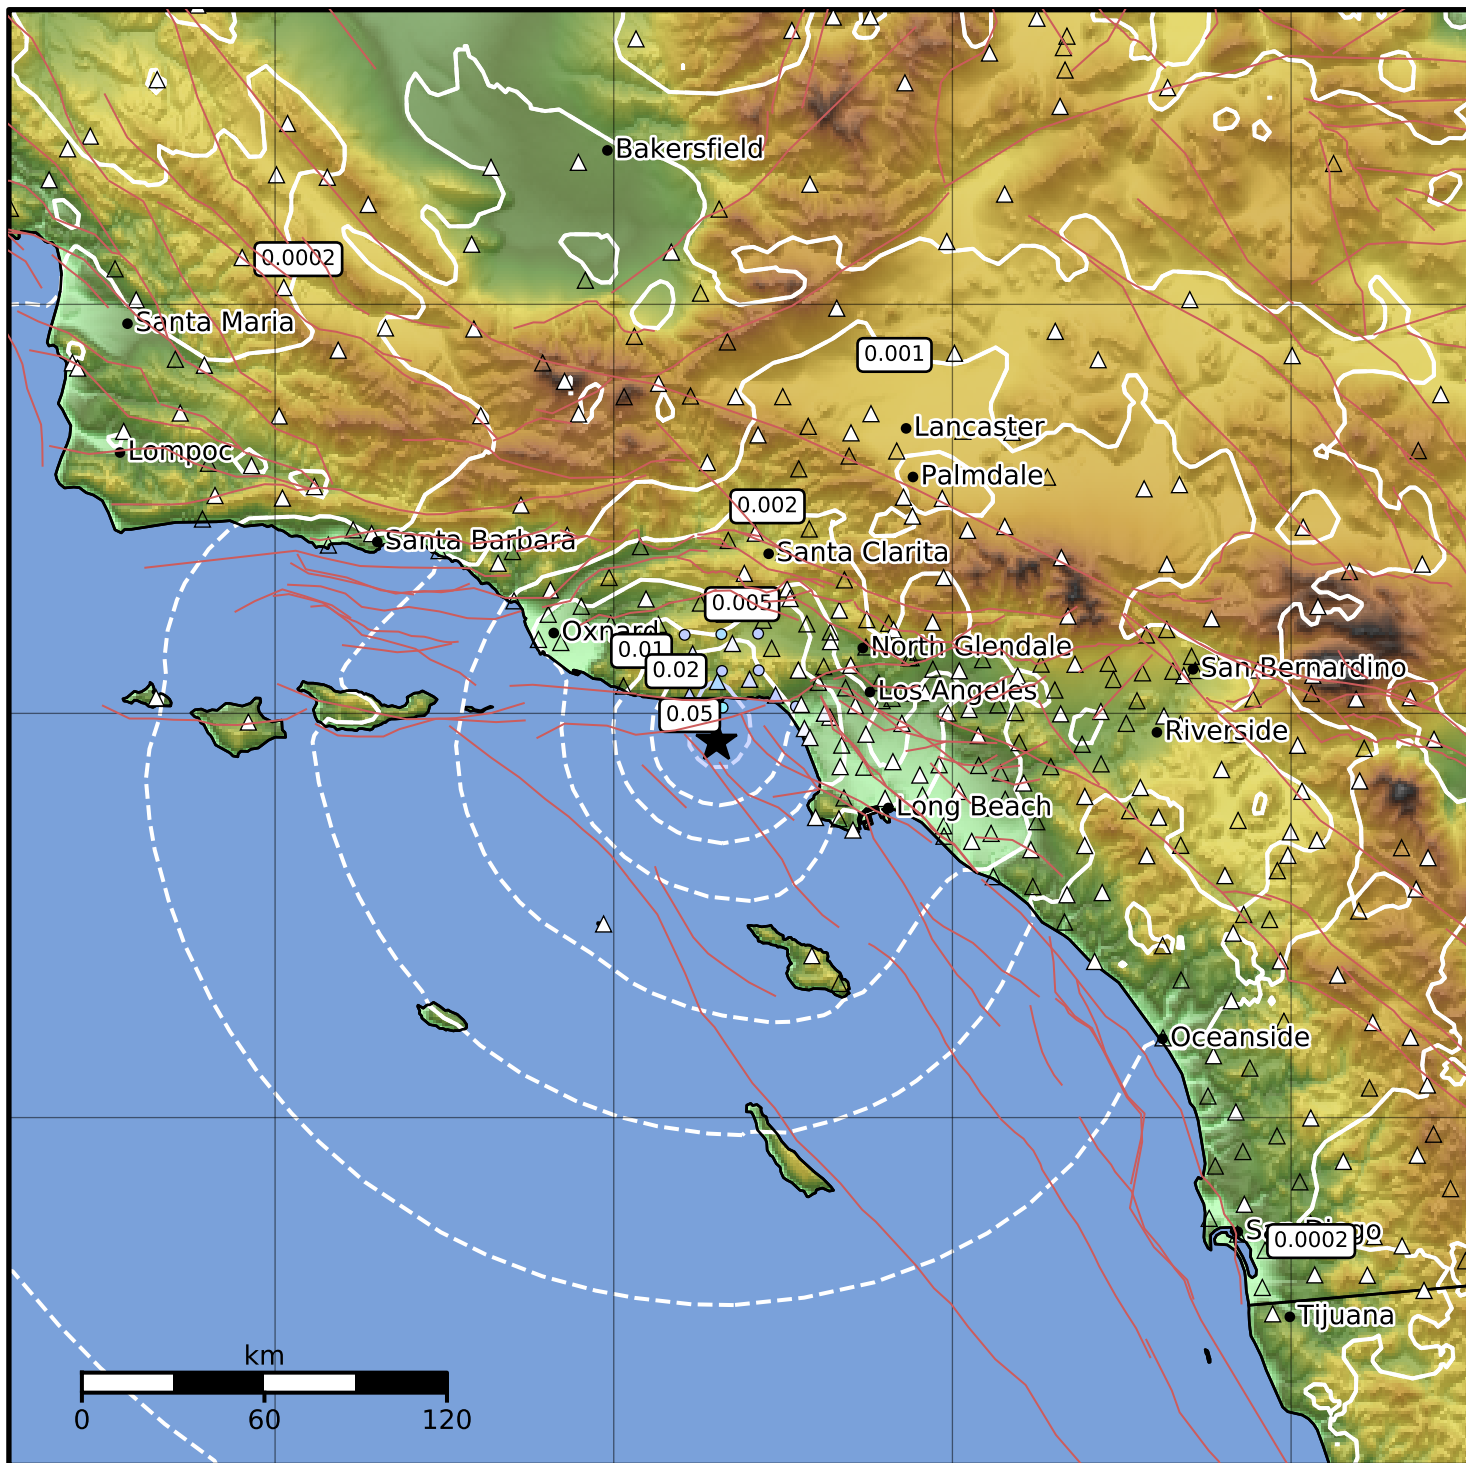 Bakersfield
0.0002
Santa Maria
0.001
Lancaster
Lompoc
Palmdale
0.002
Santa Barbara
Santa Clarita
0.005
Oxnard
0.01
North Glendale
0.02
San Bernardino
Los Angeles
0.05
Riverside
Long Beach
Oceanside
San Diego
0.0002
Tijuana
km
0 60 120